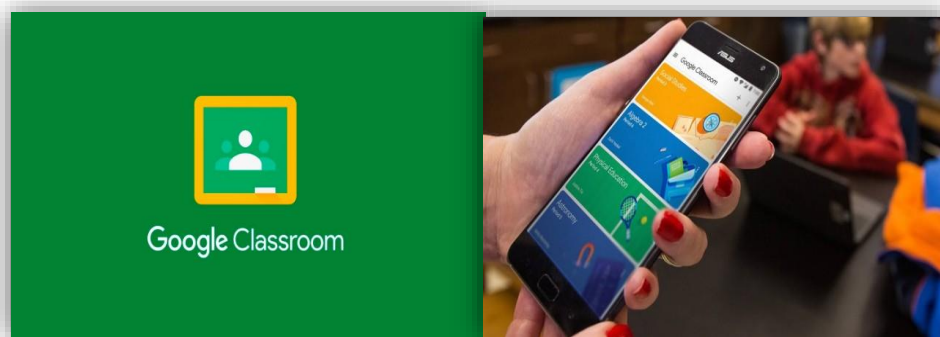 Google Classroom
ASUS
Google Classroom
Social Studies
Algebra 2
Physical Education
Astronomy